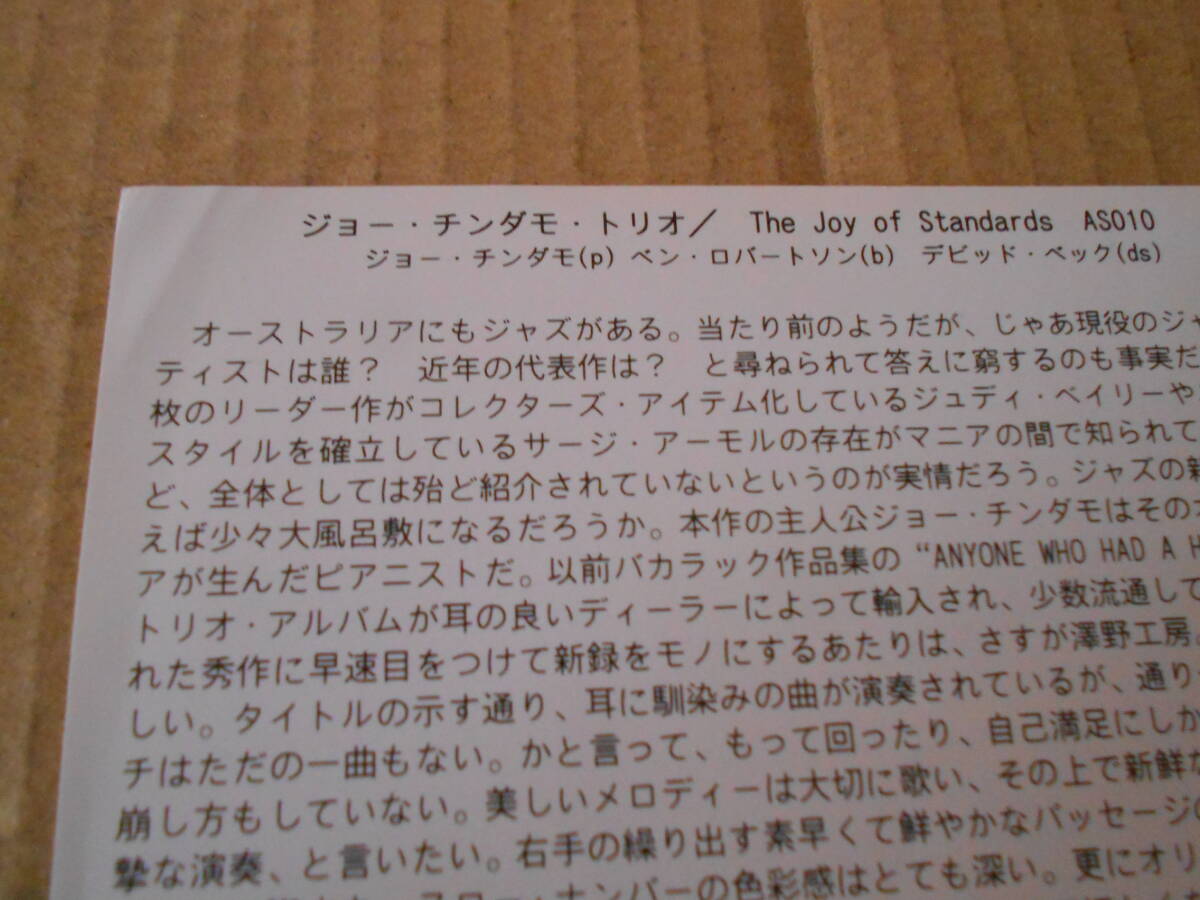 ジョー・チンダモ・トリオ/ The Joy of Standards AS010
ジョー・チンダモ(p) ベン・ロバートソン(b) デビッド・ベック(ds)
オーストラリアにもジャズがある。当たり前のようだが、じゃあ現役のジャ
ティストは誰? 近年の代表作は? と尋ねられて答えに窮するのも事実だ
枚のリーダー作がコレクターズ・アイテム化しているジュディ・ベイリーや
スタイルを確立しているサージ・アーモルの存在がマニアの間で知られて
ど、全体としては殆ど紹介されていないというのが実情だろう。ジャズの
えば少々大風呂敷になるだろうか。本作の主人公ジョー・チンダモはその
アが生んだピアニストだ。以前バカラック作品集の“ANYONE WHO HAD A H
トリオ・アルバムが耳の良いディーラーによって輸入され、少数流通して
れた秀作に早速目をつけて新録をモノにするあたりは、さすが澤野工房
しい。タイトルの示す通り、耳に馴染みの曲が演奏されているが、通り
チはただの一曲もない。かと言って、もって回ったり、自己満足にしか
崩し方もしていない。美しいメロディーは大切に歌い、その上で新鮮な
摯な演奏、と言いたい。右手の繰り出す素早くて鮮やかなパッセージの
ナンバーの色彩感はとても深い。更にオリ